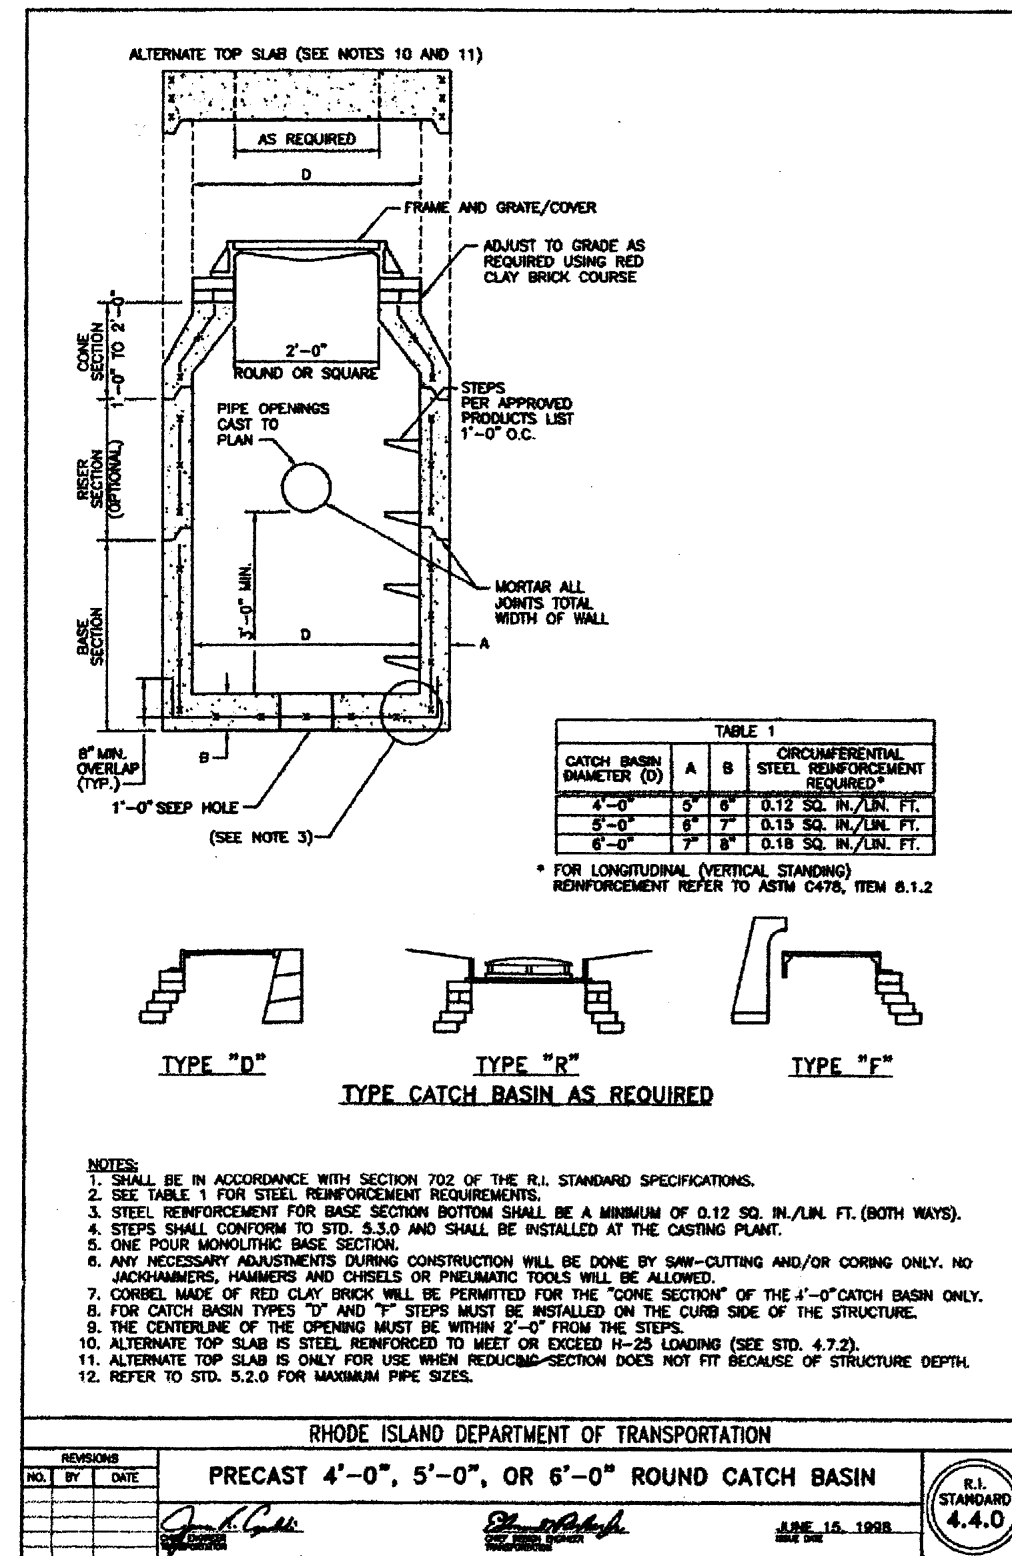 ALTERNATE TOP SLAB (SEE NOTES 10 AND 11)
AS REQUIRED
D
FRAME AND GRATE/COVER
ADJUST TO GRADE AS
REQUIRED USING RED
CLAY BRICK COURSE
CONE
SECTION
1'-0" TO 2'-0"
2'-0"
ROUND OR SQUARE
STEPS
PER APPROVED
PRODUCTS LIST
1'-0" O.C.
PIPE OPENINGS
CAST TO
PLAN
RISER
SECTION
(OPTIONAL)
3'-0" MIN.
MORTAR ALL
JOINTS TOTAL
WIDTH OF WALL
BASE
SECTION
D
A
B
8" MIN.
OVERLAP
(TYP.)
1'-0" SEEP HOLE
(SEE NOTE 3)
TABLE 1
CATCH BASIN
DIAMETER (D)
A
B
CIRCUMFERENTIAL
STEEL REINFORCEMENT
REQUIRED*
4'-0" 5" 6" 0.12 SQ. IN./LIN. FT.
5'-0" 6" 7" 0.15 SQ. IN./LIN. FT.
6'-0" 7" 8" 0.18 SQ. IN./LIN. FT.
* FOR LONGITUDINAL (VERTICAL STANDING)
REINFORCEMENT REFER TO ASTM C478, ITEM 8.1.2
TYPE "D"
TYPE "R"
TYPE "F"
TYPE CATCH BASIN AS REQUIRED
NOTES:
1. SHALL BE IN ACCORDANCE WITH SECTION 702 OF THE R.I. STANDARD SPECIFICATIONS.
2. SEE TABLE 1 FOR STEEL REINFORCEMENT REQUIREMENTS.
3. STEEL REINFORCEMENT FOR BASE SECTION BOTTOM SHALL BE A MINIMUM OF 0.12 SQ. IN./LIN. FT. (BOTH WAYS).
4. STEPS SHALL CONFORM TO STD. 5.3.0 AND SHALL BE INSTALLED AT THE CASTING PLANT.
5. ONE POUR MONOLITHIC BASE SECTION.
6. ANY NECESSARY ADJUSTMENTS DURING CONSTRUCTION WILL BE DONE BY SAW-CUTTING AND/OR CORING ONLY. NO
JACKHAMMERS, HAMMERS AND CHISELS OR PNEUMATIC TOOLS WILL BE ALLOWED.
7. CORBEL MADE OF RED CLAY BRICK WILL BE PERMITTED FOR THE "CONE SECTION" OF THE 4'-0" CATCH BASIN ONLY.
8. FOR CATCH BASIN TYPES "D" AND "F" STEPS MUST BE INSTALLED ON THE CURB SIDE OF THE STRUCTURE.
9. THE CENTERLINE OF THE OPENING MUST BE WITHIN 2'-0" FROM THE STEPS.
10. ALTERNATE TOP SLAB IS STEEL REINFORCED TO MEET OR EXCEED H-25 LOADING (SEE STD. 4.7.2).
11. ALTERNATE TOP SLAB IS ONLY FOR USE WHEN REDUCING SECTION DOES NOT FIT BECAUSE OF STRUCTURE DEPTH.
12. REFER TO STD. 5.2.0 FOR MAXIMUM PIPE SIZES.
RHODE ISLAND DEPARTMENT OF TRANSPORTATION
REVISIONS
NO. BY DATE
PRECAST 4'-0", 5'-0", OR 6'-0" ROUND CATCH BASIN
CHIEF ENGINEER
TRANSPORTATION
CHIEF DESIGN ENGINEER
TRANSPORTATION
JUNE 15, 1998
ISSUE DATE
R.I.
STANDARD
4.4.0